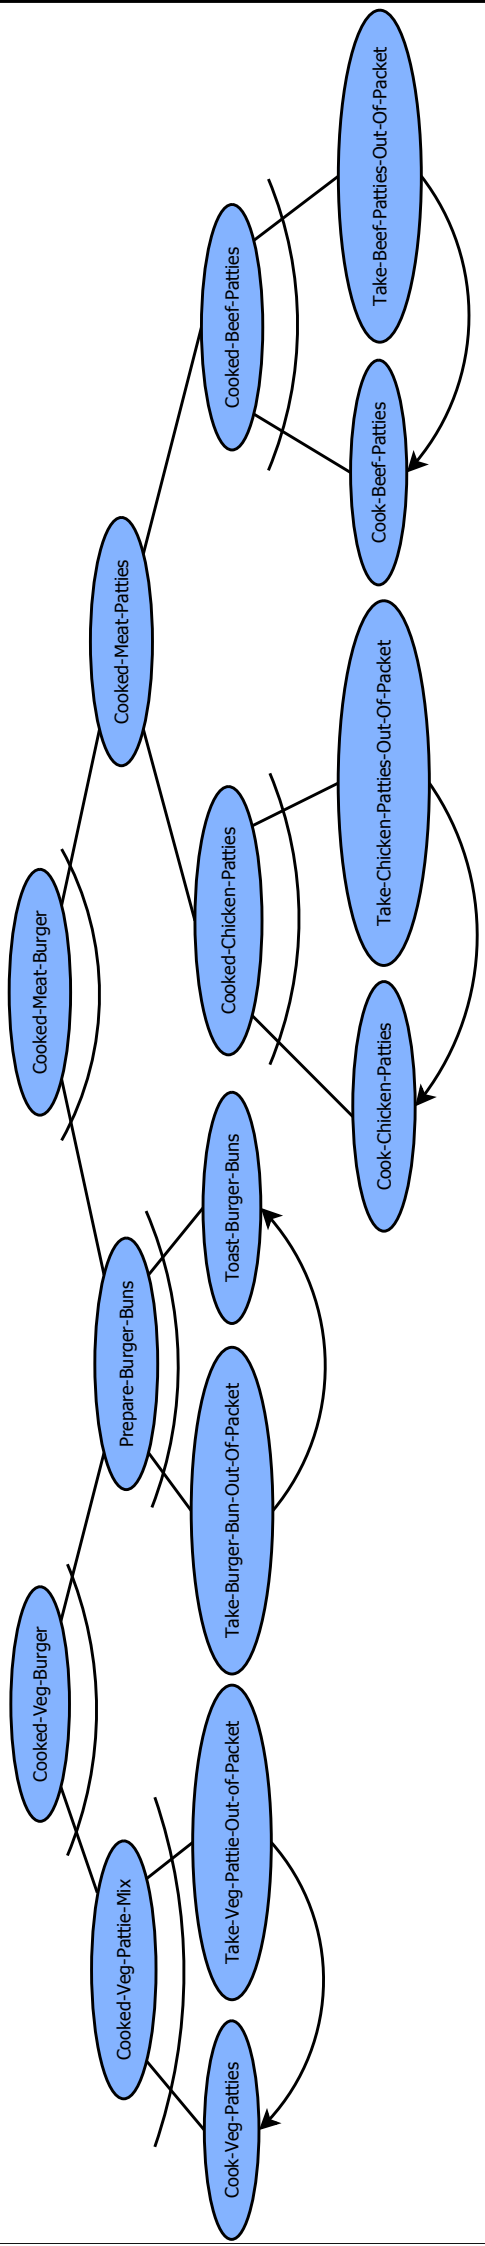 Cooked-Veg-Burger
Cooked-Meat-Burger
Cooked-Veg-Pattie-Mix
Prepare-Burger-Buns
Cooked-Meat-Patties
Cook-Veg-Patties
Take-Veg-Pattie-Out-of-Packet
Take-Burger-Bun-Out-Of-Packet
Toast-Burger-Buns
Cooked-Chicken-Patties
Cooked-Beef-Patties
Cook-Chicken-Patties
Take-Chicken-Patties-Out-Of-Packet
Cook-Beef-Patties
Take-Beef-Patties-Out-Of-Packet